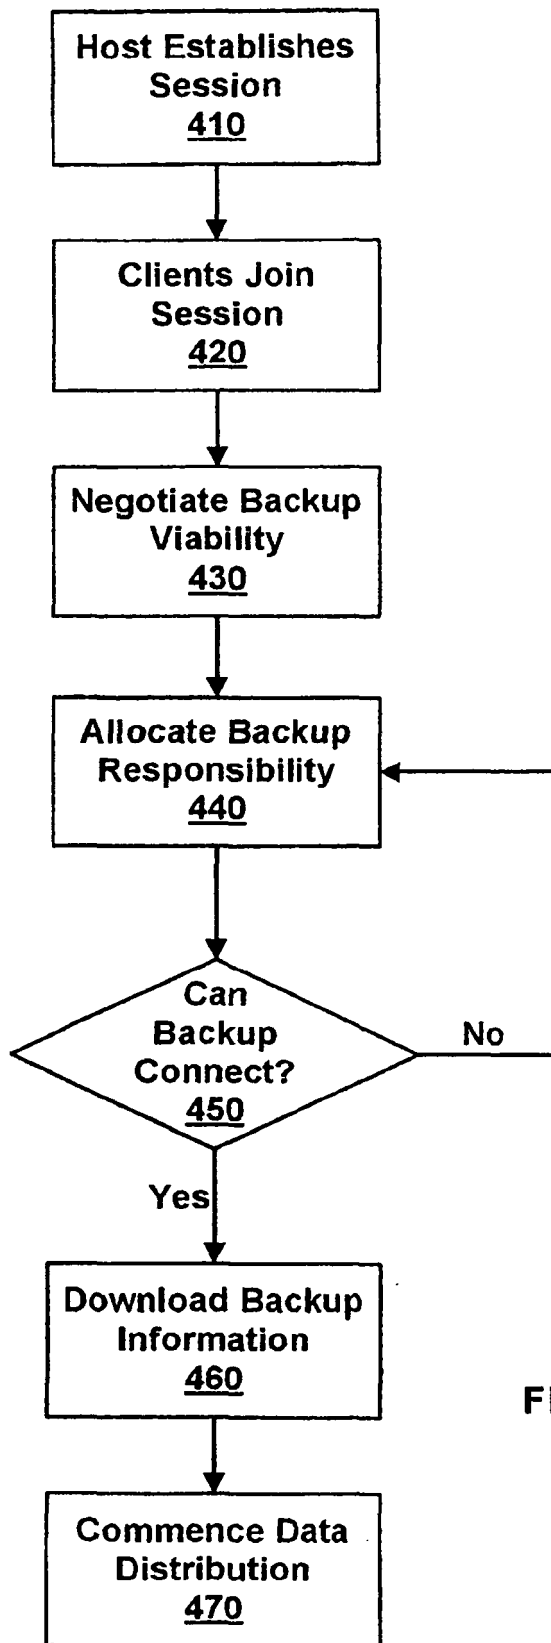 Host Establishes
Session
410
Clients Join
Session
420
Negotiate Backup
Viability
430
Allocate Backup
Responsibility
440
Can
Backup
Connect?
450
No
Yes
Download Backup
Information
460
Commence Data
Distribution
470